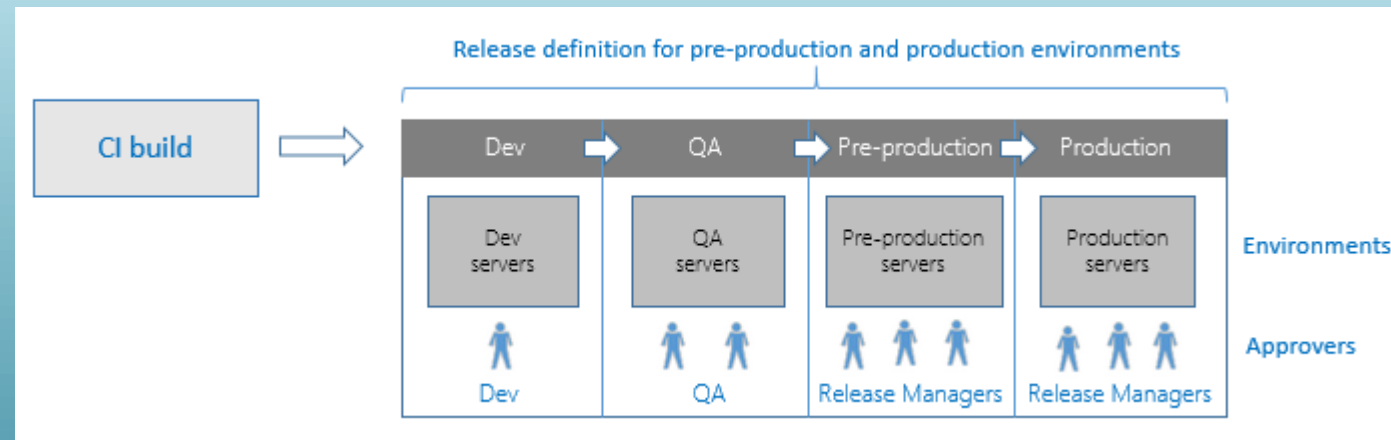 Release definition for pre-production and production environments
CI build
Dev
QA
Pre-production
Production
Dev
servers
QA
servers
Pre-production
servers
Production
servers
Environments
Approvers
Dev
QA
Release Managers
Release Managers